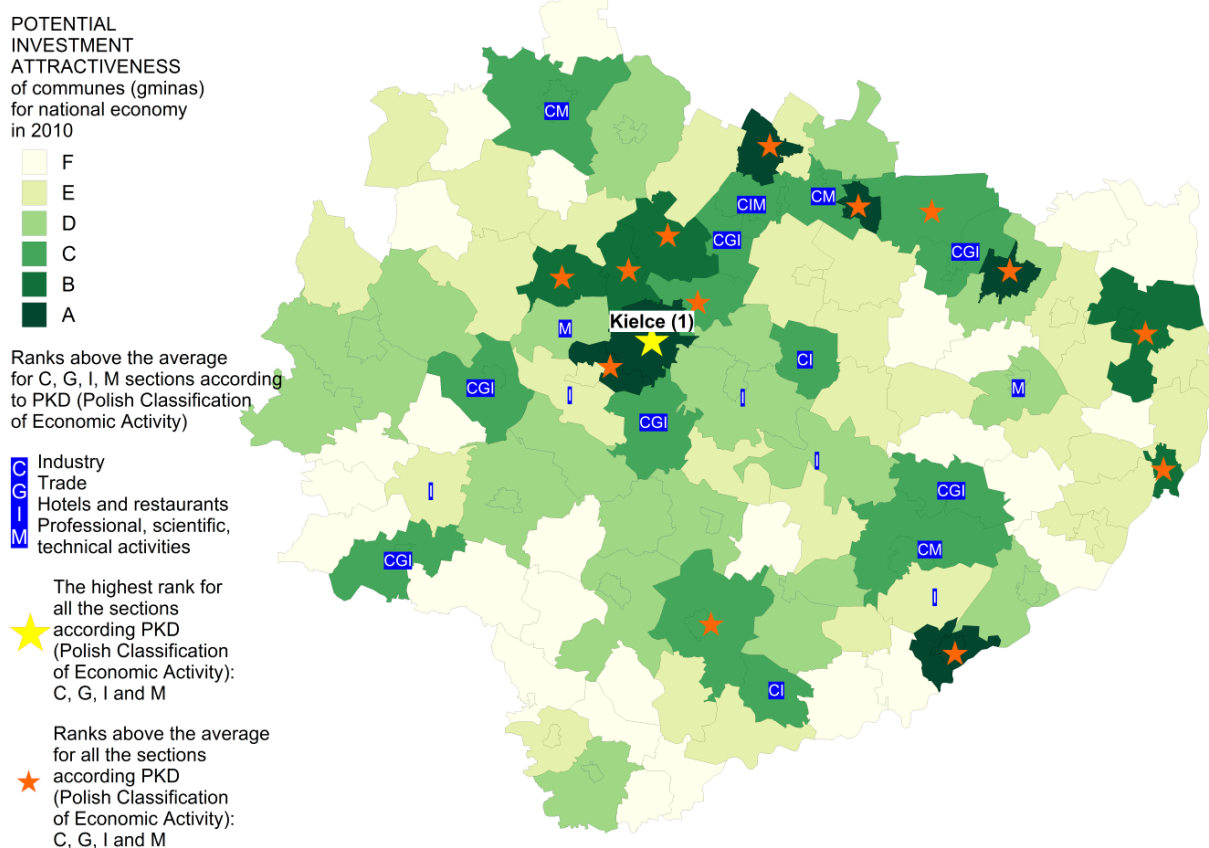 POTENTIAL
INVESTMENT
ATTRACTIVENESS
of communes (gminas)
for national economy
in 2010
F
E
D
C
B
A
Ranks above the average
for C, G, I, M sections according
to PKD (Polish Classification
of Economic Activity)
C Industry
G Trade
I Hotels and restaurants
M Professional, scientific,
technical activities
The highest rank for
all the sections
according PKD
(Polish Classification
of Economic Activity):
C, G, I and M
Ranks above the average
for all the sections
according PKD
(Polish Classification
of Economic Activity):
C, G, I and M
CM
CIM
CM
CGI
CGI
Kielce (1)
M
CI
CGI
I
I
M
CGI
I
I
CGI
CM
CGI
I
CI